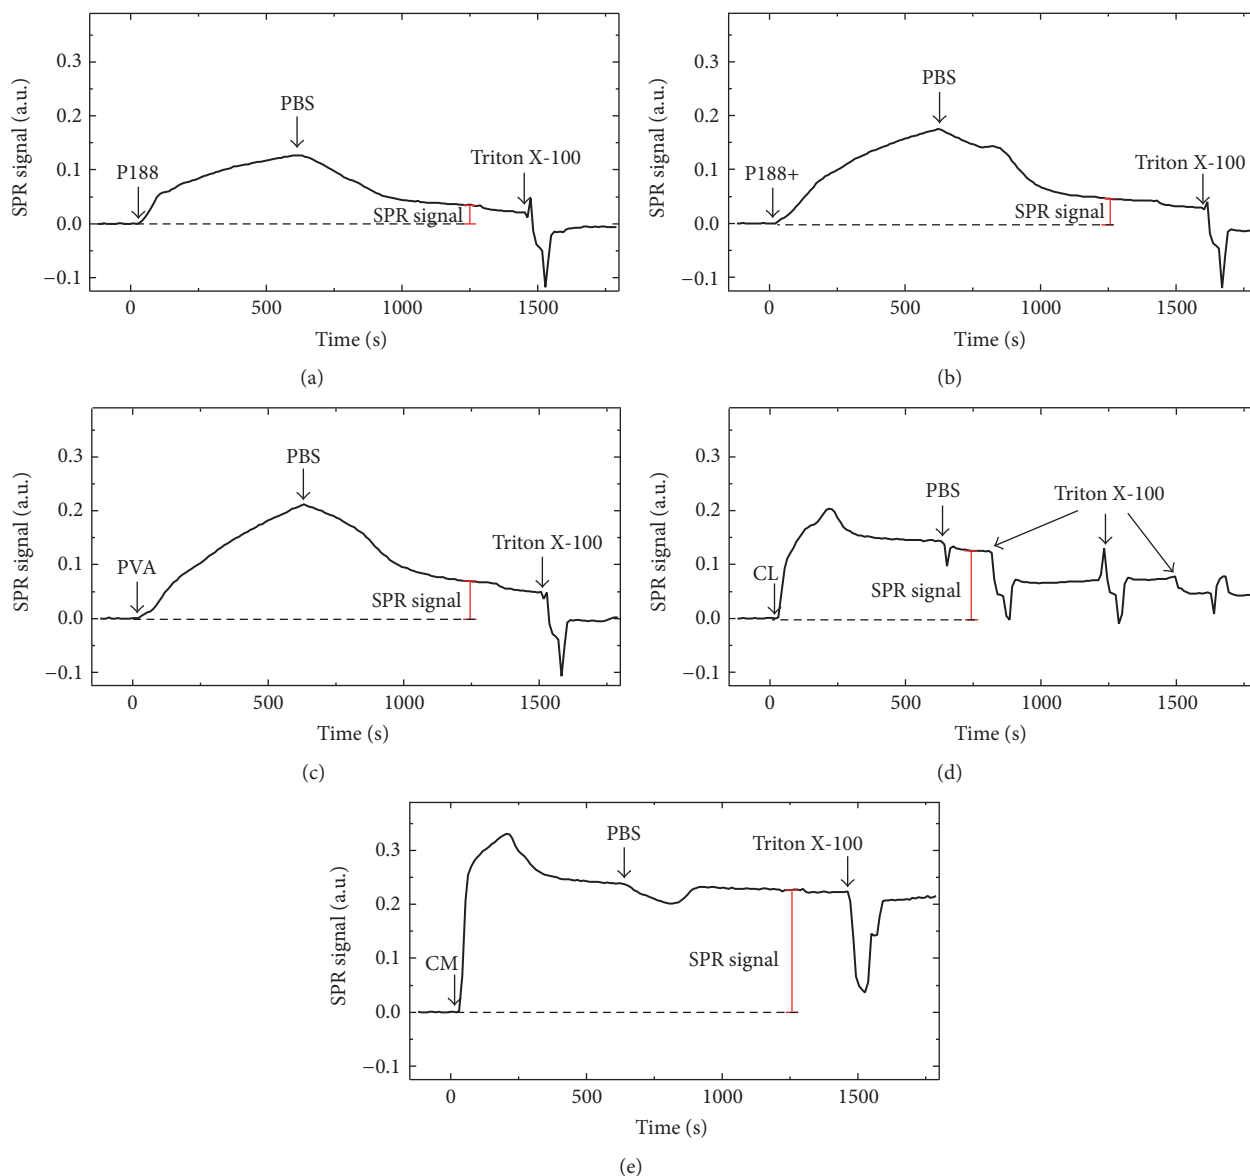 SPR signal (a.u.)
0.3
0.2
0.1
0.0
−0.1
P188
PBS
Triton X-100
SPR signal
0 500 1000 1500
Time (s)
(a)
SPR signal (a.u.)
0.3
0.2
0.1
0.0
−0.1
P188+
PBS
Triton X-100
SPR signal
0 500 1000 1500
Time (s)
(b)
SPR signal (a.u.)
0.3
0.2
0.1
0.0
−0.1
PVA
PBS
Triton X-100
SPR signal
0 500 1000 1500
Time (s)
(c)
SPR signal (a.u.)
0.3
0.2
0.1
0.0
−0.1
CL
PBS
Triton X-100
SPR signal
0 500 1000 1500
Time (s)
(d)
SPR signal (a.u.)
0.3
0.2
0.1
0.0
−0.1
CM
PBS
Triton X-100
SPR signal
0 500 1000 1500
Time (s)
(e)